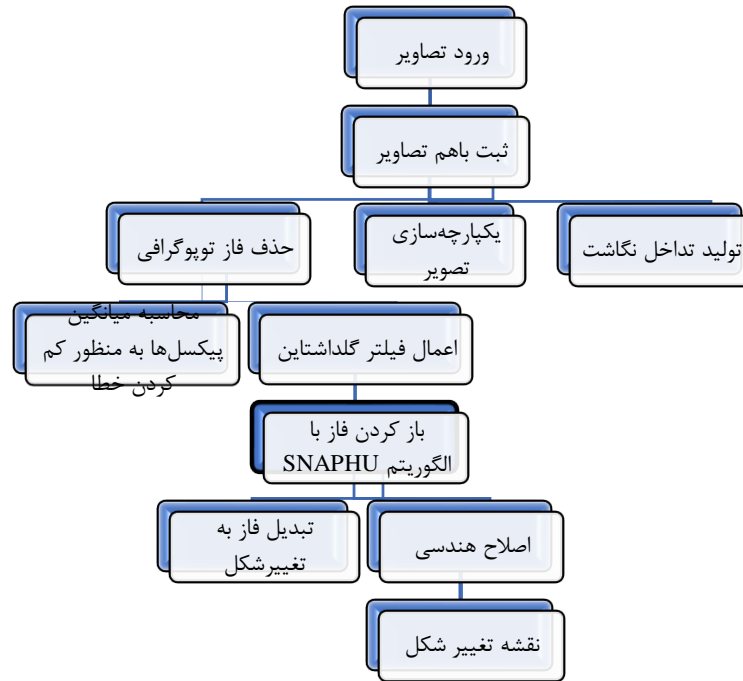 ورود تصاویر
ثبت باهم تصاویر
تولید تداخل نگاشت
یکپارچه‌سازی
تصویر
حذف فاز توپوگرافی
اعمال فیلتر گلداشتاین
محاسبه میانگین
پیکسل‌ها به منظور کم
کردن خطا
باز کردن فاز با
الگوریتم SNAPHU
اصلاح هندسی
تبدیل فاز به
تغییرشکل
نقشه تغییر شکل